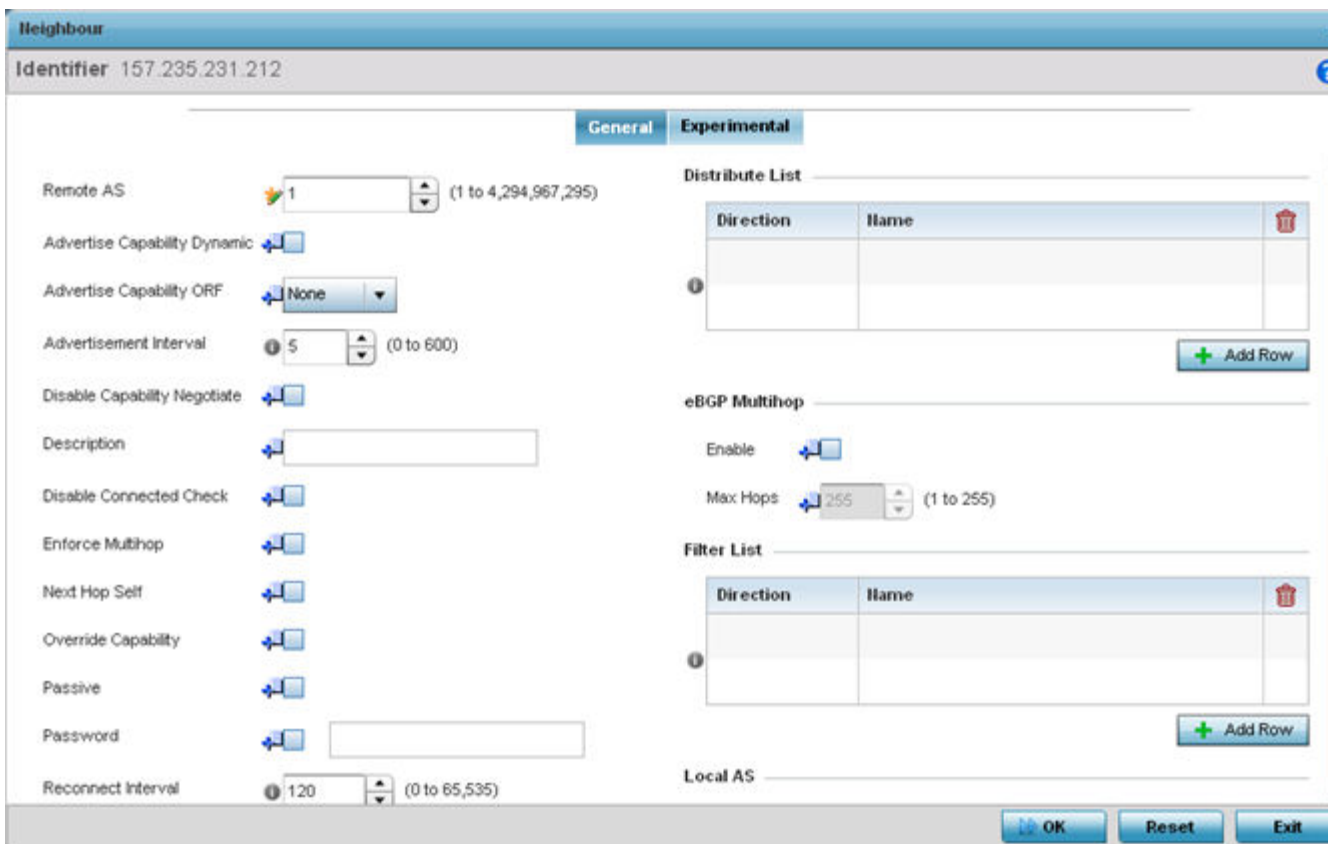 Neighbour
Identifier 157.235.231.212
?
General Experimental
Remote AS 1 (1 to 4,294,967,295)
Advertise Capability Dynamic
Advertise Capability ORF None
Advertisement Interval 5 (0 to 600)
Disable Capability Negotiate
Description
Disable Connected Check
Enforce Multihop
Next Hop Self
Override Capability
Passive
Password
Reconnect Interval 120 (0 to 65,535)
Distribute List
Direction Name
Add Row
eBGP Multihop
Enable
Max Hops 255 (1 to 255)
Filter List
Direction Name
Add Row
Local AS
OK Reset Exit